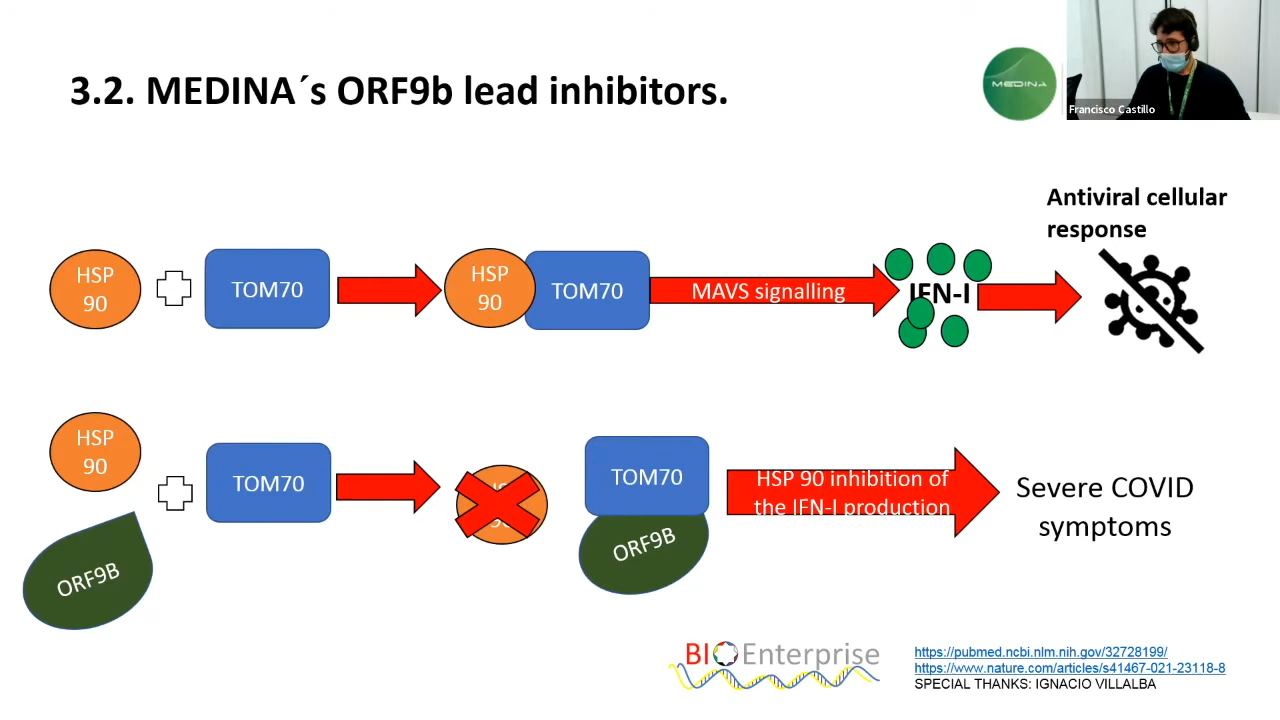 3.2. MEDINA´s ORF9b lead inhibitors.
MEDINA
Francisco Castillo
Antiviral cellular
response
HSP
90
TOM70
HSP
90
TOM70
MAVS signalling
IFN-I
HSP
90
TOM70
ORF9B
TOM70
ORF9B
HSP 90 inhibition of
the IFN-I production
Severe COVID
symptoms
BIOEnterprise
https://pubmed.ncbi.nlm.nih.gov/32728199/
https://www.nature.com/articles/s41467-021-23118-8
SPECIAL THANKS: IGNACIO VILLALBA